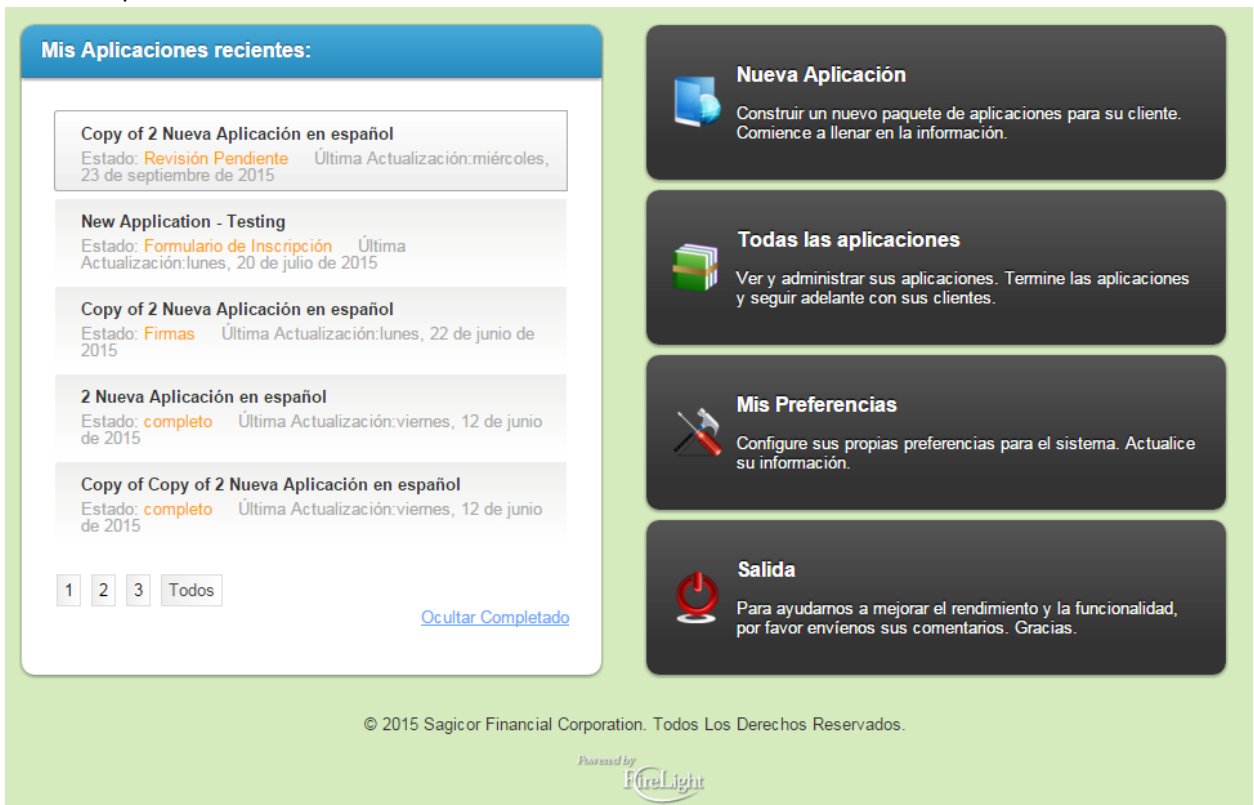 Mis Aplicaciones recientes:
Copy of 2 Nueva Aplicación en español
Estado: Revisión Pendiente Última Actualización:miércoles,
23 de septiembre de 2015
New Application - Testing
Estado: Formulario de Inscripción Última
Actualización:lunes, 20 de julio de 2015
Copy of 2 Nueva Aplicación en español
Estado: Firmas Última Actualización:lunes, 22 de junio de
2015
2 Nueva Aplicación en español
Estado: completo Última Actualización:viernes, 12 de junio
de 2015
Copy of Copy of 2 Nueva Aplicación en español
Estado: completo Última Actualización:viernes, 12 de junio
de 2015
1 2 3 Todos
Ocultar Completado
Nueva Aplicación
Construir un nuevo paquete de aplicaciones para su cliente.
Comience a llenar en la información.
Todas las aplicaciones
Ver y administrar sus aplicaciones. Termine las aplicaciones
y seguir adelante con sus clientes.
Mis Preferencias
Configure sus propias preferencias para el sistema. Actualice
su información.
Salida
Para ayudarnos a mejorar el rendimiento y la funcionalidad,
por favor envíenos sus comentarios. Gracias.
© 2015 Sagicor Financial Corporation. Todos Los Derechos Reservados.
Powered by
FireLight